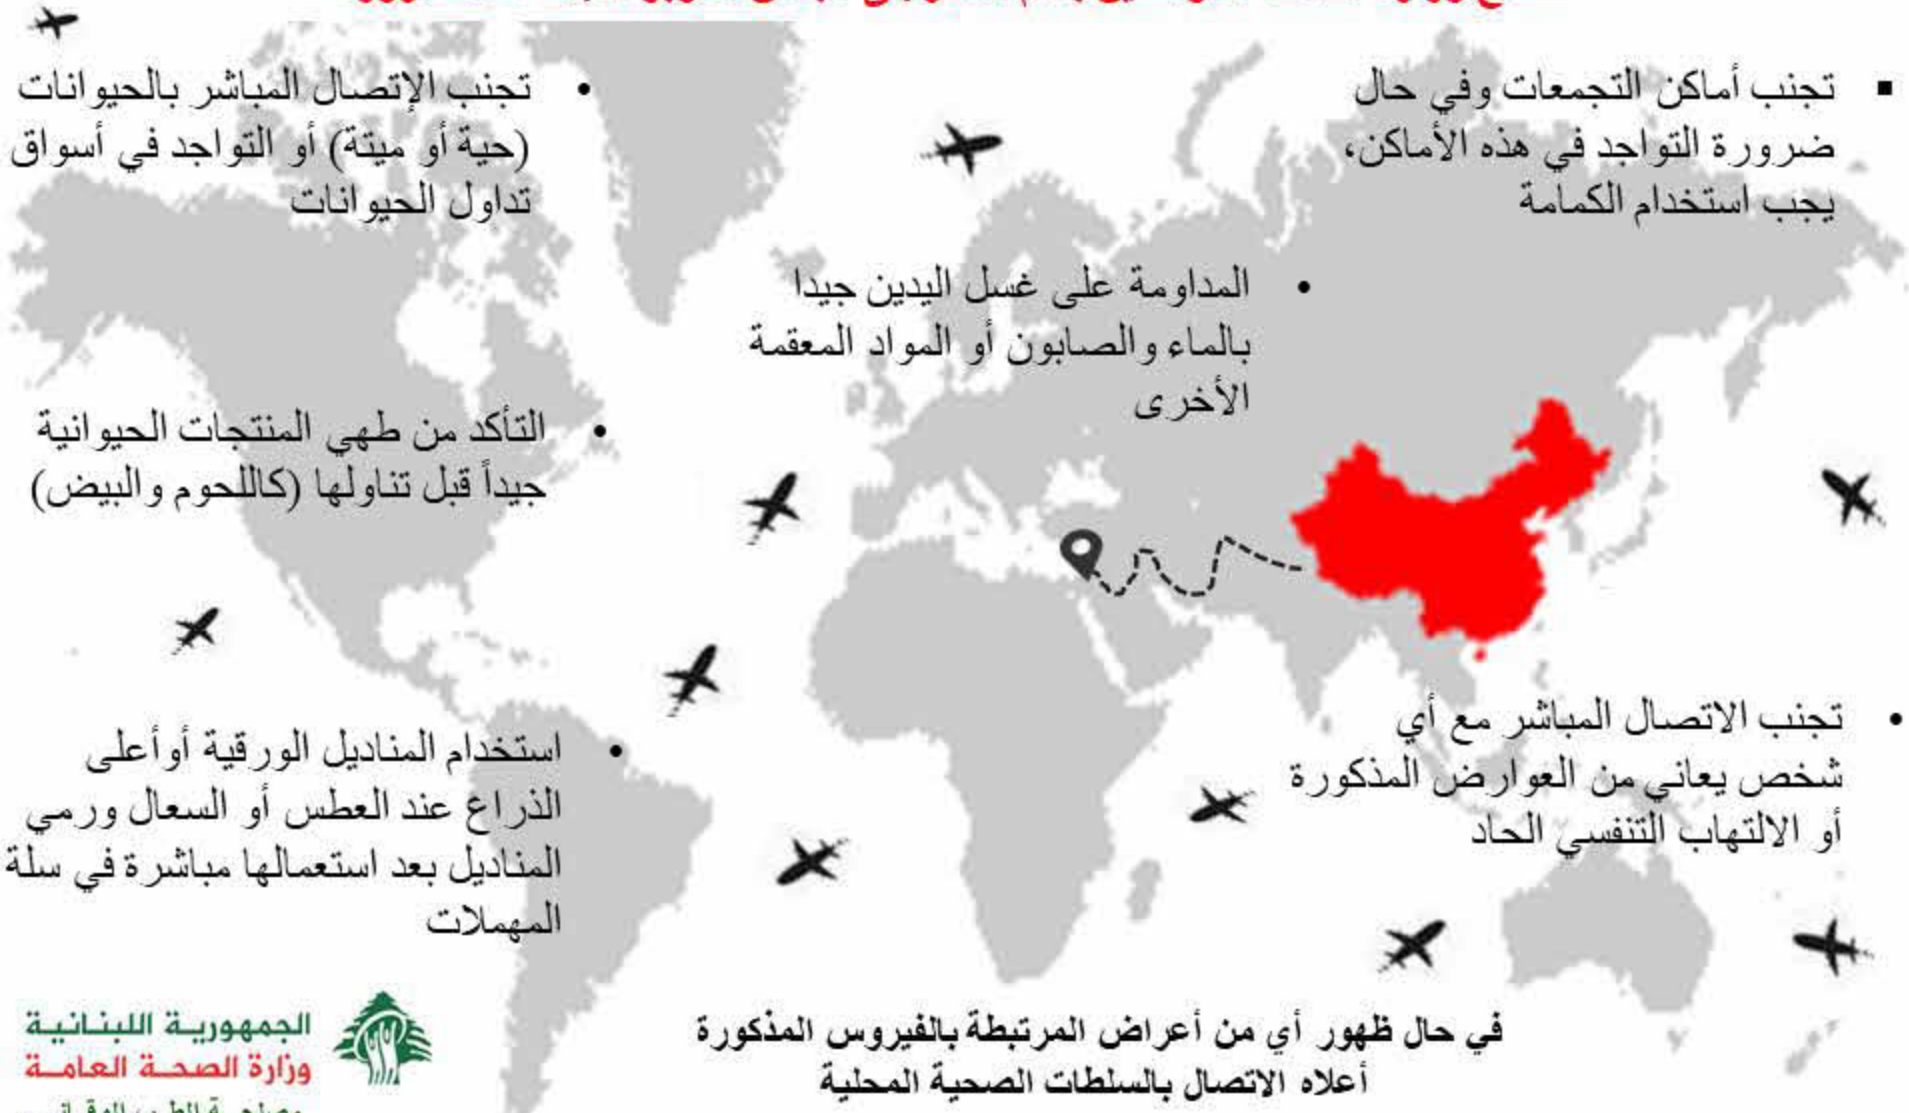 ▪ تجنب أماكن التجمعات وفي حال
ضرورة التواجد في هذه الأماكن،
يجب استخدام الكمامة
• تجنب الإتصال المباشر بالحيوانات
(حية أو ميتة) أو التواجد في أسواق
تداول الحيوانات
• المداومة على غسل اليدين جيدا
بالماء والصابون أو المواد المعقمة
الأخرى
• التأكد من طهي المنتجات الحيوانية
جيداً قبل تناولها (كاللحوم والبيض)
• تجنب الاتصال المباشر مع أي
شخص يعاني من العوارض المذكورة
أو الالتهاب التنفسي الحاد
• استخدام المناديل الورقية أوأعلى
الذراع عند العطس أو السعال ورمي
المناديل بعد استعمالها مباشرة في سلة
المهملات
في حال ظهور أي من أعراض المرتبطة بالفيروس المذكورة
أعلاه الاتصال بالسلطات الصحية المحلية
الجمهورية اللبنانية
وزارة الصحة العامة